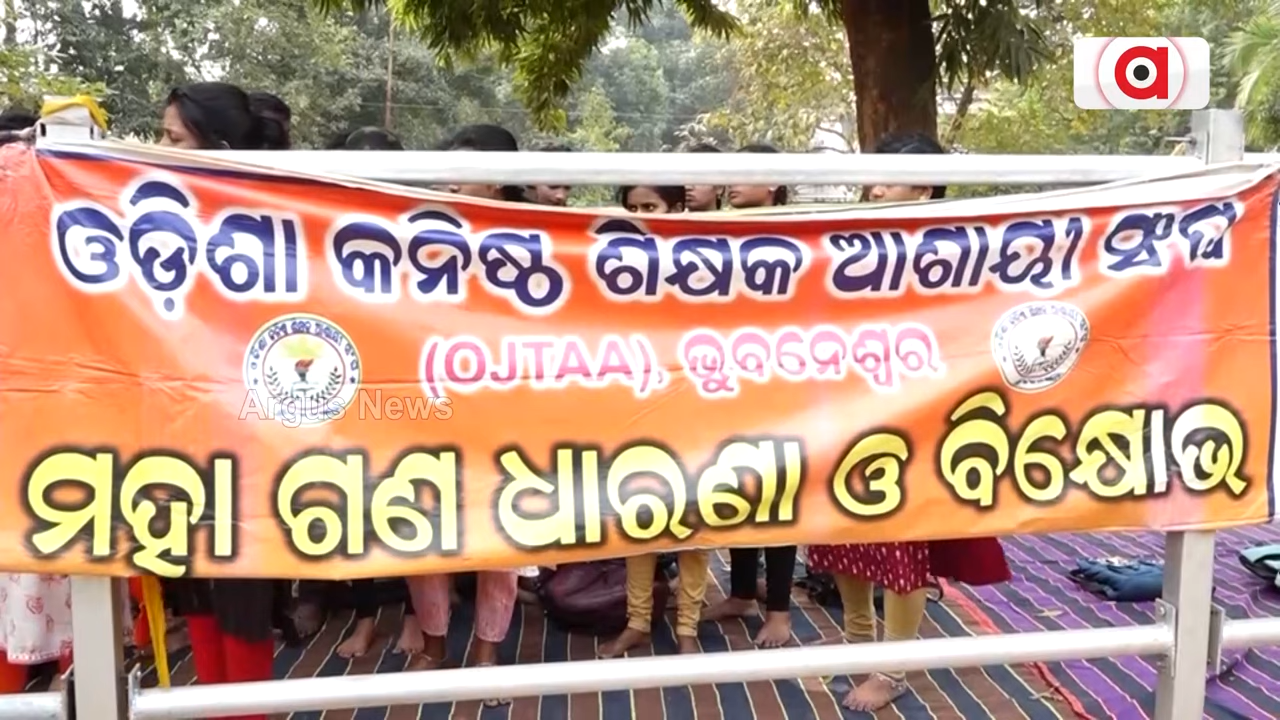 ଓଡ଼ିଶା କନିଷ୍ଠ ଶିକ୍ଷକ ଆଶାୟୀ ସଂଘ
(OJTAA), ଭୁବନେଶ୍ୱର
Argus News
ମହା ଗଣ ଧାରଣା ଓ ବିକ୍ଷୋଭ